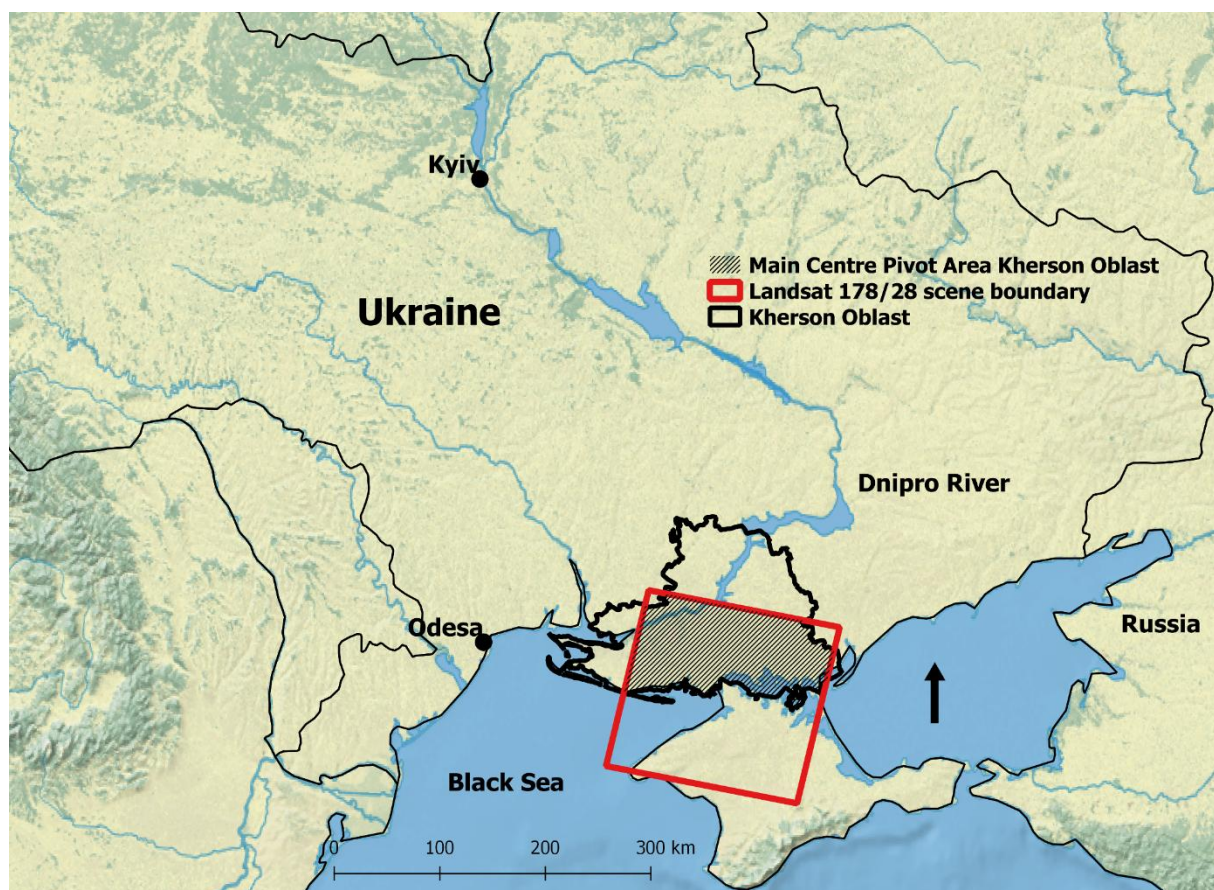 Kyiv
Main Centre Pivot Area Kherson Oblast
Landsat 178/28 scene boundary
Kherson Oblast
Ukraine
Dnipro River
Odesa
Russia
Black Sea
0 100 200 300 km